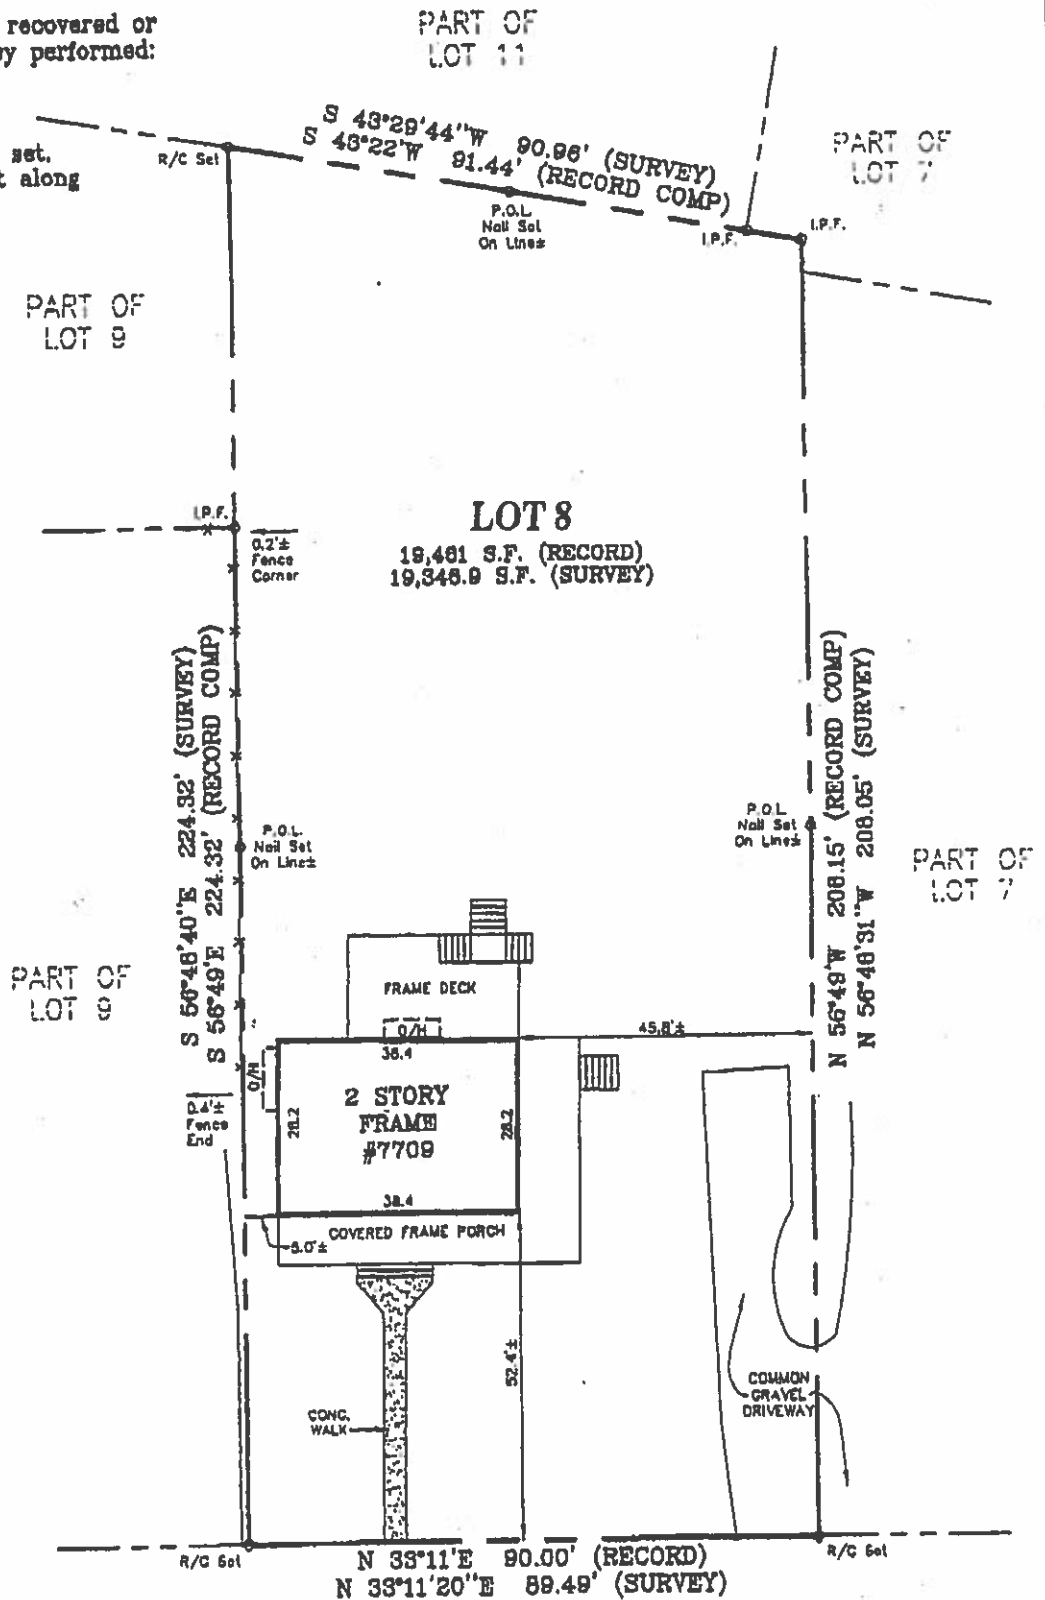 recovered or
by performed:
set.
t along
PART OF
LOT 11
S 43°29'44"W 90.96' (SURVEY)
S 43°22'W 91.44' (RECORD COMP)
R/C Set
P.O.L.
Nail Set
On Line±
I.P.F.
I.P.F.
PART OF
LOT 7
PART OF
LOT 9
I.P.F.
0.2'±
Fence
Corner
LOT 8
19,461 S.F. (RECORD)
19,346.9 S.F. (SURVEY)
S 56°48'40"E 224.32' (SURVEY)
S 56°49'E 224.32' (RECORD COMP)
N 56°49'W 208.15' (RECORD COMP)
N 56°46'31"W 208.05' (SURVEY)
P.O.L.
Nail Set
On Line±
P.O.L.
Nail Set
On Line±
PART OF
LOT 7
PART OF
LOT 9
FRAME DECK
O/H
38.4
45.8'±
O/H
2 STORY
FRAME
#7709
28.2
28.2
0.4'±
Fence
End
38.4
COVERED FRAME PORCH
5.0'±
52.4'±
CONC.
WALK
COMMON
GRAVEL
DRIVEWAY
R/C Set
R/C Set
N 33°11'E 90.00' (RECORD)
N 33°11'20"E 89.49' (SURVEY)